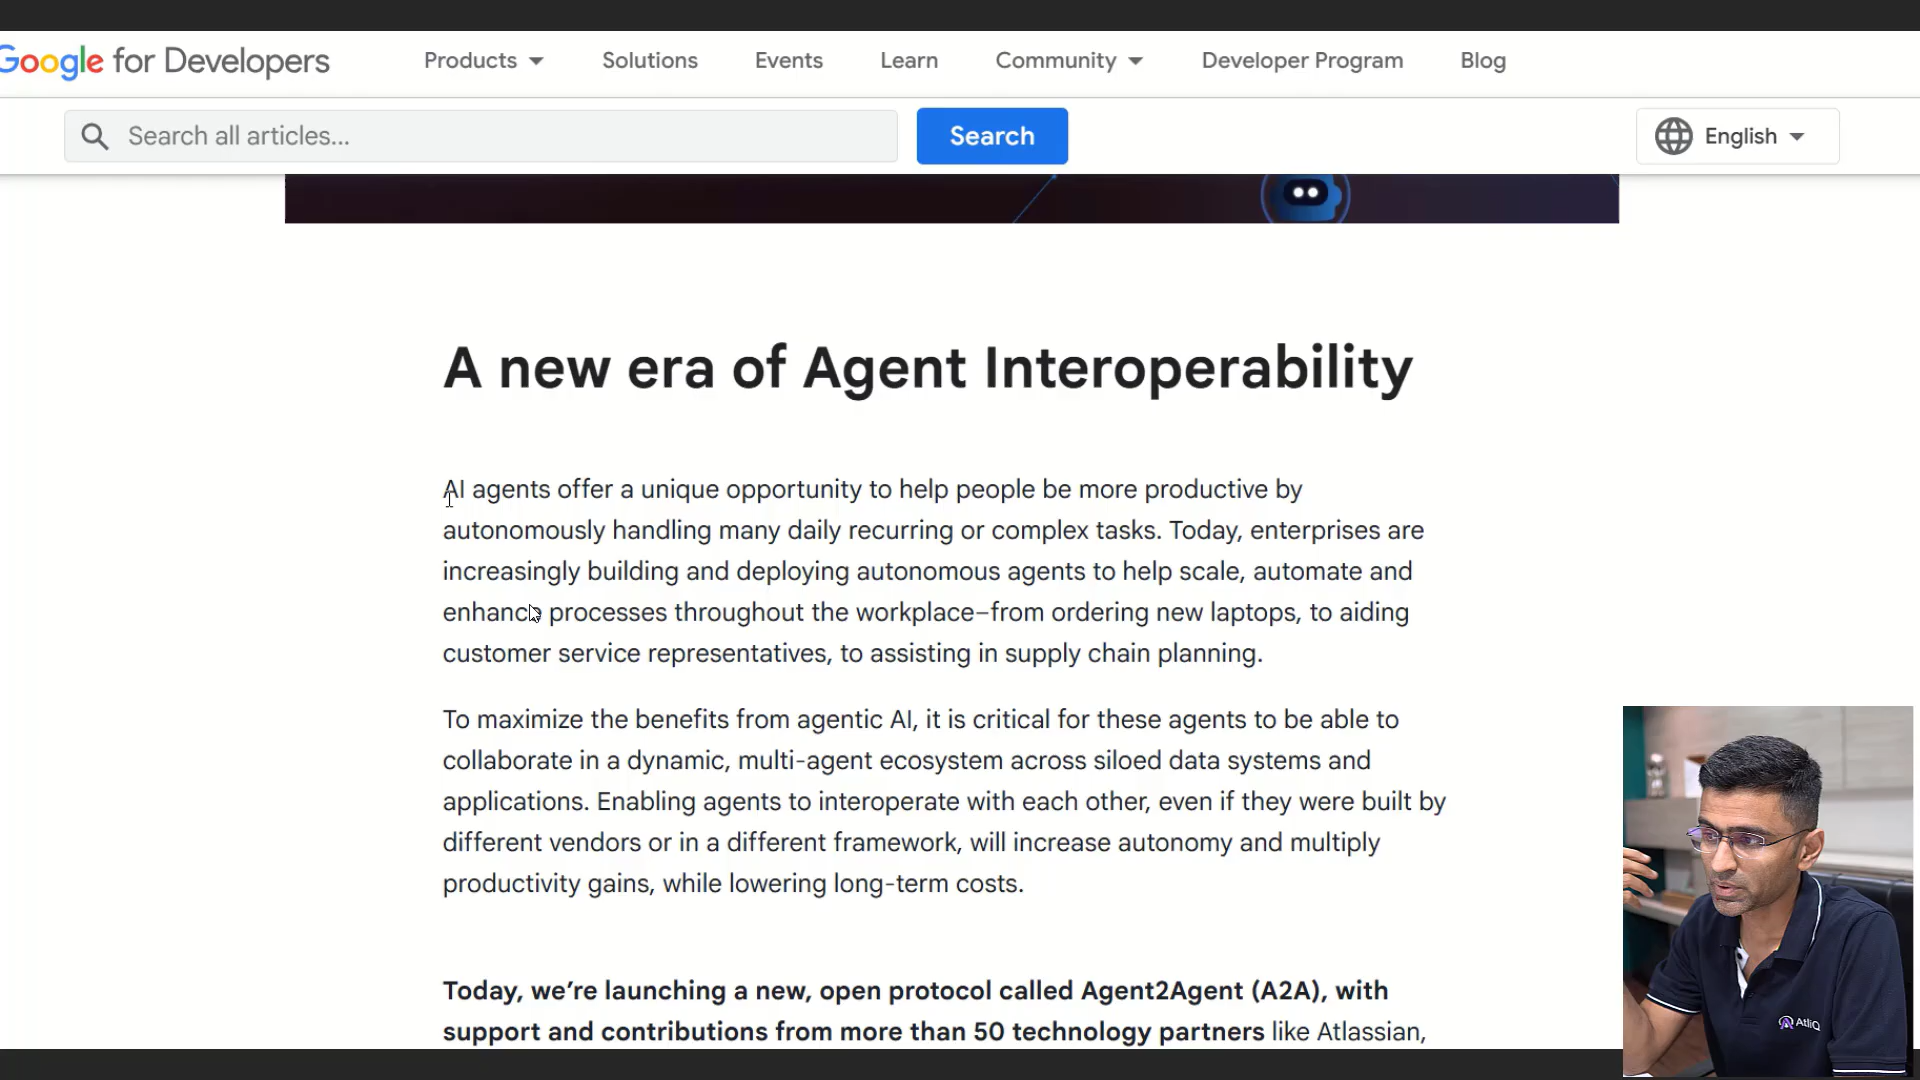 Google for Developers Products Solutions Events Learn Community Developer Program Blog
Search all articles... Search English
A new era of Agent Interoperability
AI agents offer a unique opportunity to help people be more productive by
autonomously handling many daily recurring or complex tasks. Today, enterprises are
increasingly building and deploying autonomous agents to help scale, automate and
enhance processes throughout the workplace–from ordering new laptops, to aiding
customer service representatives, to assisting in supply chain planning.
To maximize the benefits from agentic AI, it is critical for these agents to be able to
collaborate in a dynamic, multi-agent ecosystem across siloed data systems and
applications. Enabling agents to interoperate with each other, even if they were built by
different vendors or in a different framework, will increase autonomy and multiply
productivity gains, while lowering long-term costs.
Today, we’re launching a new, open protocol called Agent2Agent (A2A), with
support and contributions from more than 50 technology partners like Atlassian,
AtliQ